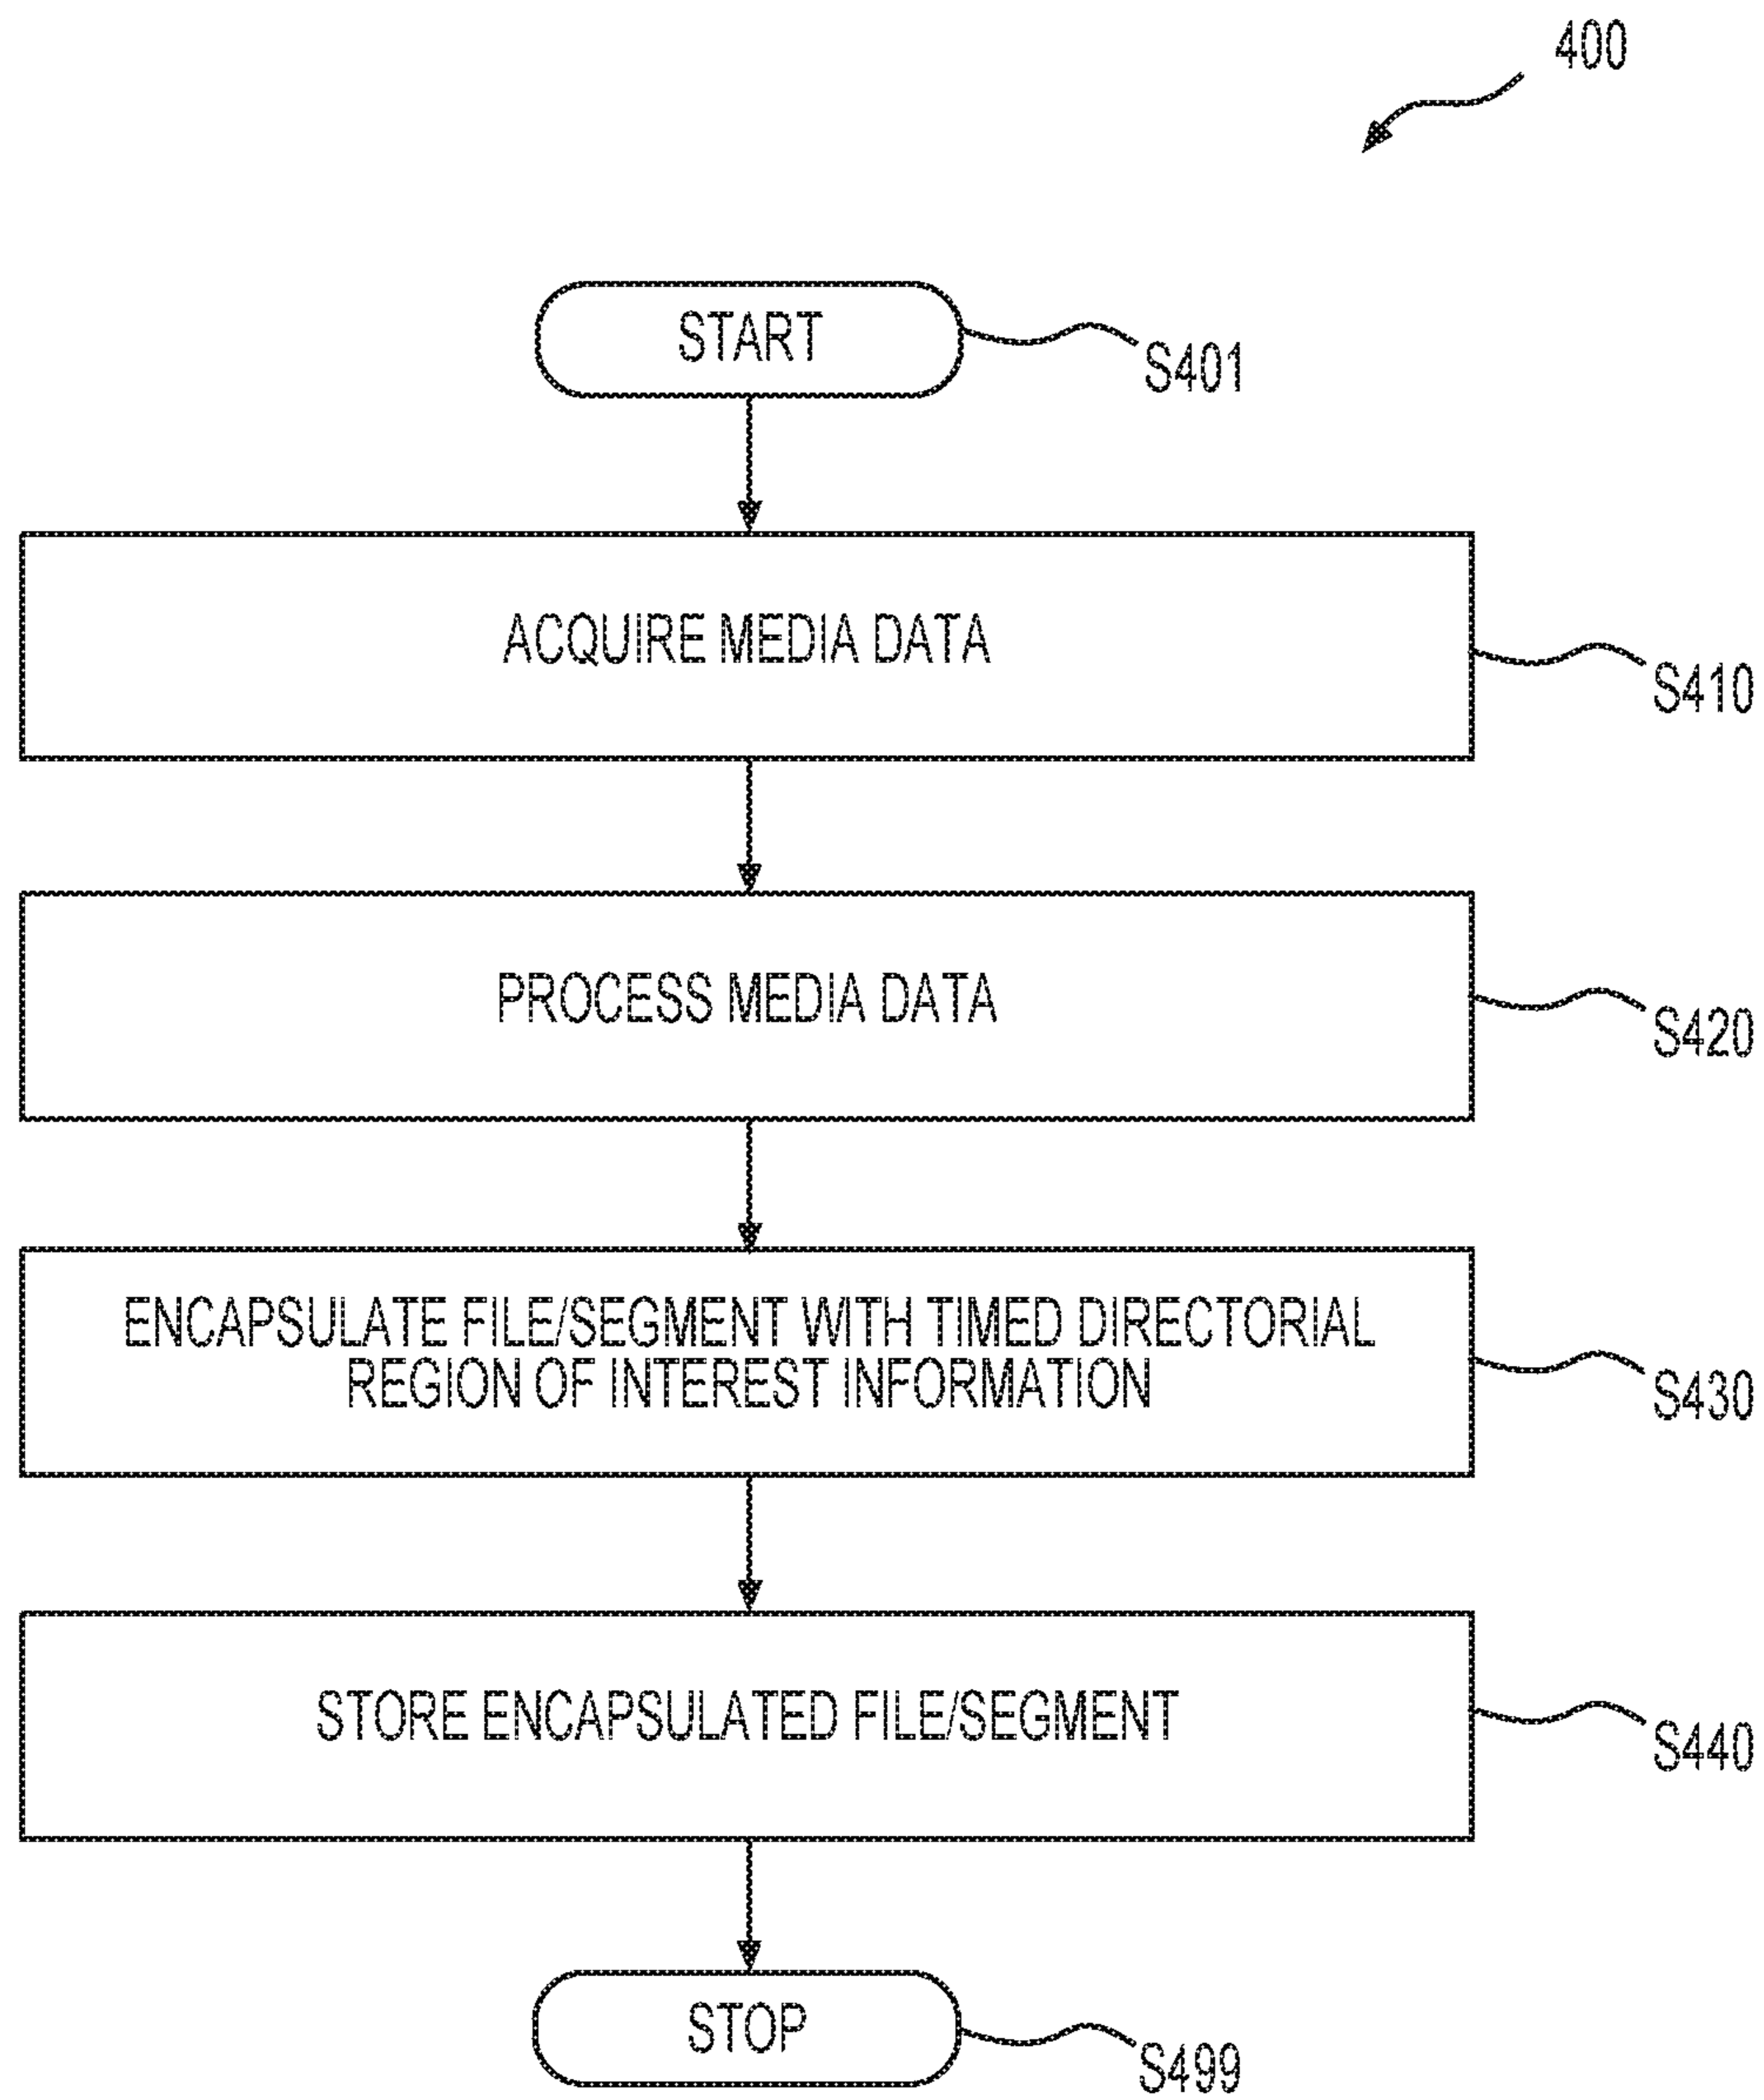 400
START
S401
ACQUIRE MEDIA DATA
S410
PROCESS MEDIA DATA
S420
ENCAPSULATE FILE/SEGMENT WITH TIMED DIRECTORIAL
REGION OF INTEREST INFORMATION
S430
STORE ENCAPSULATED FILE/SEGMENT
S440
STOP
S499